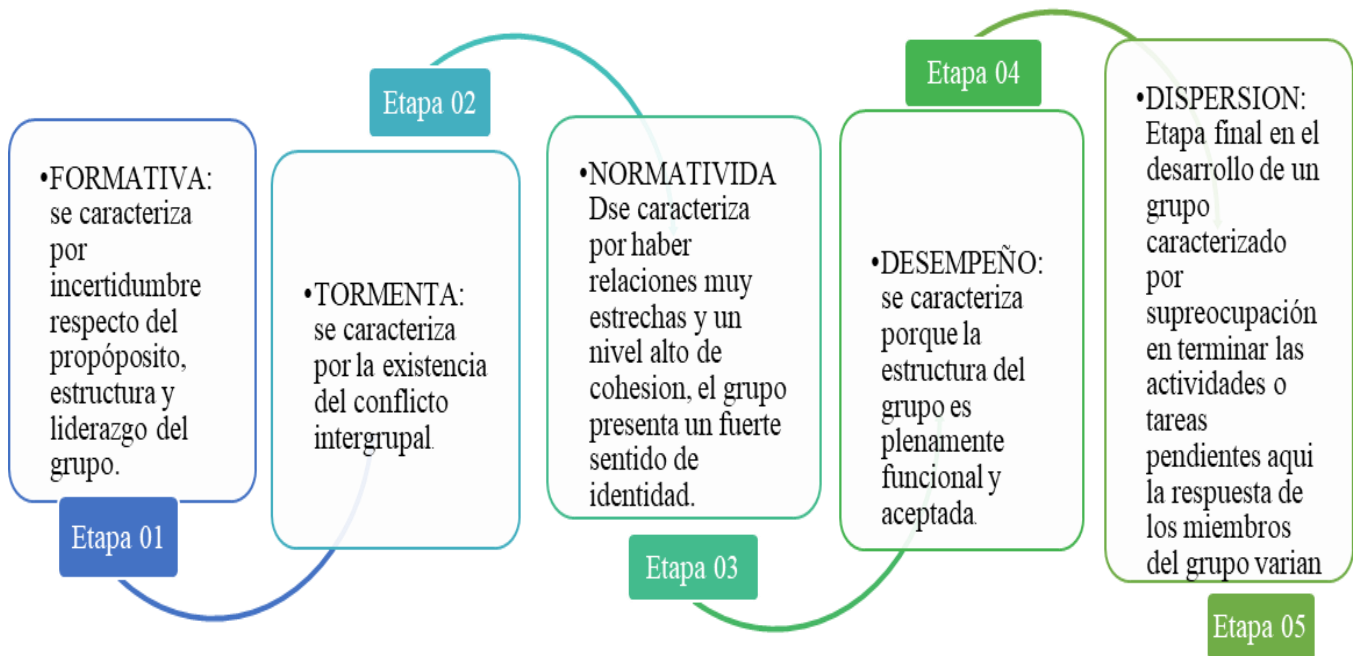 •FORMATIVA:
se caracteriza
por
incertidumbre
respecto del
propóposito,
estructura y
liderazgo del
grupo.
Etapa 01
Etapa 02
•TORMENTA:
se caracteriza
por la existencia
del conflicto
intergrupal.
•NORMATIVIDA
Dse caracteriza
por haber
relaciones muy
estrechas y un
nivel alto de
cohesion, el grupo
presenta un fuerte
sentido de
identidad.
Etapa 03
Etapa 04
•DESEMPEÑO:
se caracteriza
porque la
estructura del
grupo es
plenamente
funcional y
aceptada.
•DISPERSION:
Etapa final en el
desarrollo de un
grupo
caracterizado
por
supreocupación
en terminar las
actividades o
tareas
pendientes aqui
la respuesta de
los miembros
del grupo varian
Etapa 05